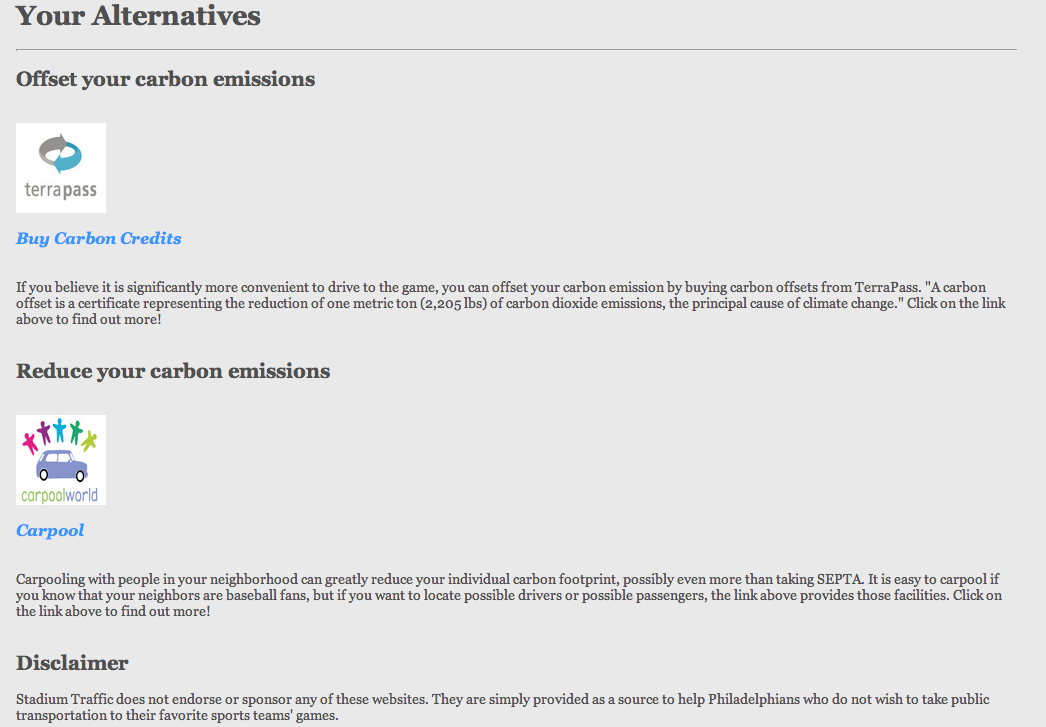 Your Alternatives
Offset your carbon emissions
terrapass
Buy Carbon Credits
If you believe it is significantly more convenient to drive to the game, you can offset your carbon emission by buying carbon offsets from TerraPass. "A carbon
offset is a certificate representing the reduction of one metric ton (2,205 lbs) of carbon dioxide emissions, the principal cause of climate change." Click on the link
above to find out more!
Reduce your carbon emissions
carpoolworld
Carpool
Carpooling with people in your neighborhood can greatly reduce your individual carbon footprint, possibly even more than taking SEPTA. It is easy to carpool if
you know that your neighbors are baseball fans, but if you want to locate possible drivers or possible passengers, the link above provides those facilities. Click on
the link above to find out more!
Disclaimer
Stadium Traffic does not endorse or sponsor any of these websites. They are simply provided as a source to help Philadelphians who do not wish to take public
transportation to their favorite sports teams' games.